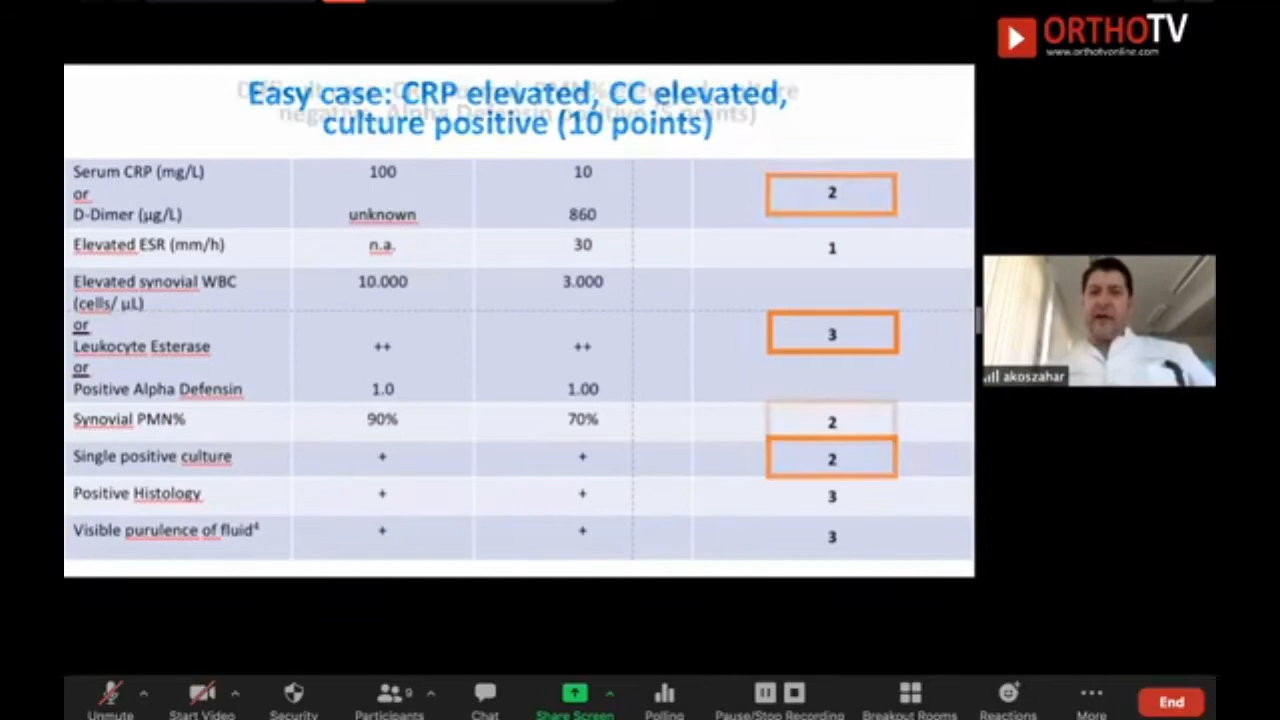 ORTHOTV
www.orthotvonline.com
Easy case: CRP elevated, CC elevated,
culture positive (10 points)
Serum CRP (mg/L) 100 10 2
or
D-Dimer (µg/L) unknown 860
Elevated ESR (mm/h) n.a. 30 1
Elevated synovial WBC 10.000 3.000
(cells/ µL)
or 3
Leukocyte Esterase ++ ++
or
Positive Alpha Defensin 1.0 1.00
Synovial PMN% 90% 70% 2
Single positive culture + + 2
Positive Histology + + 3
Visible purulence of fluid⁴ + + 3
akoszahar
Unmute Start Video Security Participants 9 Chat Share Screen Polling Pause/Stop Recording Breakout Rooms Reactions More End